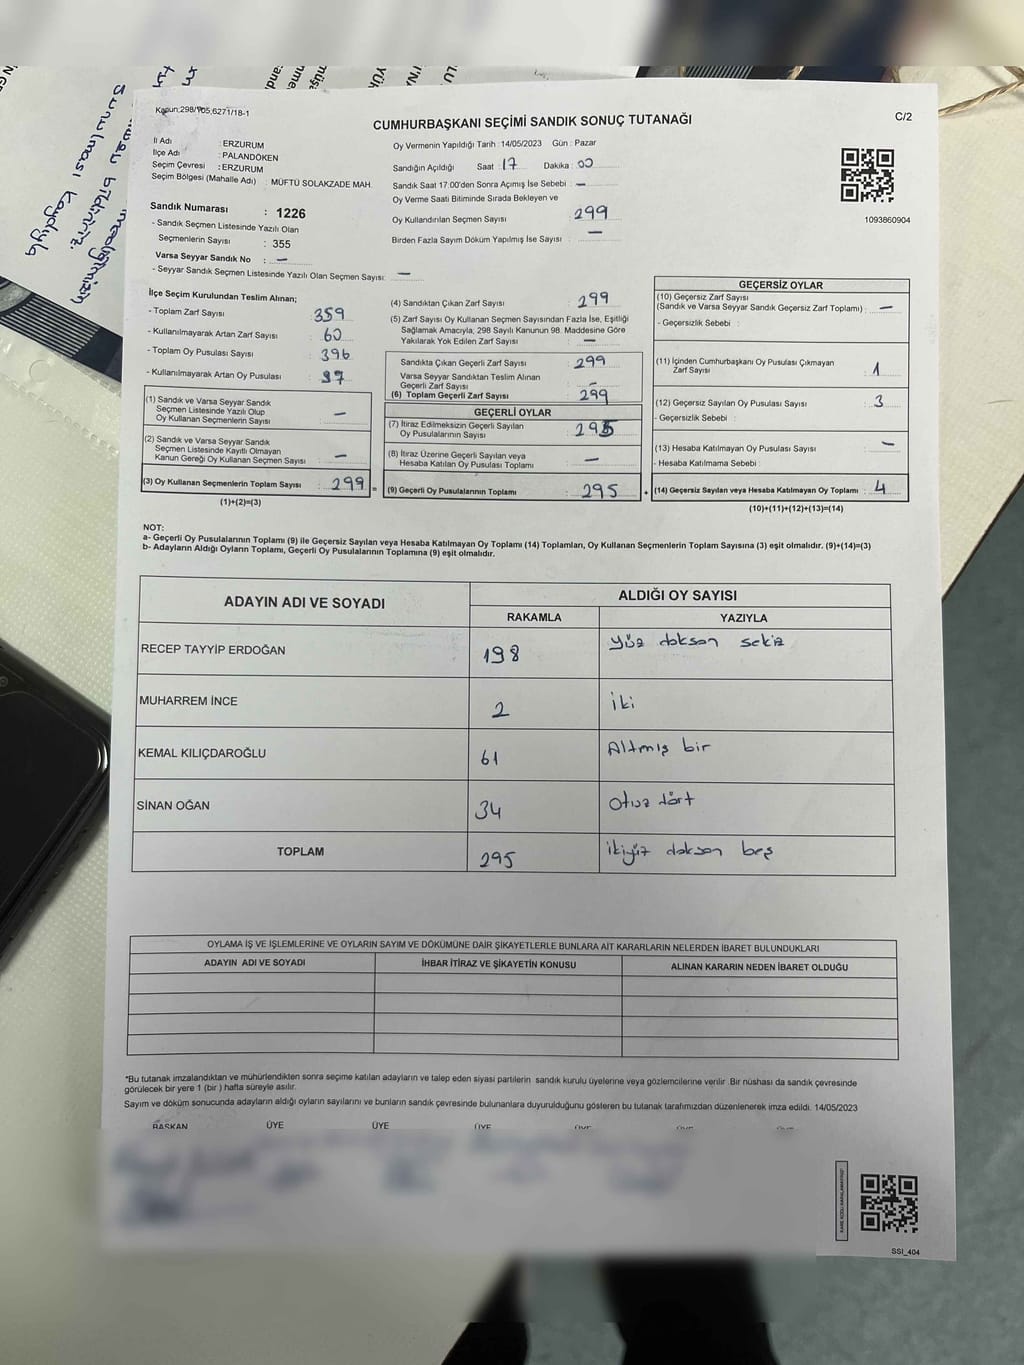 Kanun:298/105,6271/18-1
CUMHURBAŞKANI SEÇİMİ SANDIK SONUÇ TUTANAĞI
C/2
İl Adı : ERZURUM
İlçe Adı : PALANDÖKEN
Seçim Çevresi : ERZURUM
Seçim Bölgesi (Mahalle Adı) : MÜFTÜ SOLAKZADE MAH.
Sandık Numarası : 1226
- Sandık Seçmen Listesinde Yazılı Olan
Seçmenlerin Sayısı : 355
Varsa Seyyar Sandık No : —
- Seyyar Sandık Seçmen Listesinde Yazılı Olan Seçmen Sayısı: —
Oy Vermenin Yapıldığı Tarih : 14/05/2023 Gün : Pazar
Sandığın Açıldığı Saat : 17 Dakika : 00
Sandık Saat 17:00'den Sonra Açımış İse Sebebi : —
Oy Verme Saati Bitiminde Sırada Bekleyen ve
Oy Kullandırılan Seçmen Sayısı : 299
Birden Fazla Sayım Döküm Yapılmış İse Sayısı : —
1093860904
İlçe Seçim Kurulundan Teslim Alınan;
- Toplam Zarf Sayısı : 359
- Kullanılmayarak Artan Zarf Sayısı : 60
- Toplam Oy Pusulası Sayısı : 396
- Kullanılmayarak Artan Oy Pusulası : 97
(1) Sandık ve Varsa Seyyar Sandık
Seçmen Listesinde Yazılı Olup
Oy Kullanan Seçmenlerin Sayısı : —
(2) Sandık ve Varsa Seyyar Sandık
Seçmen Listesinde Kayıtlı Olmayan
Kanun Gereği Oy Kullanan Seçmen Sayısı : —
(3) Oy Kullanan Seçmenlerin Toplam Sayısı : 299 =
(1)+(2)=(3)
(4) Sandıktan Çıkan Zarf Sayısı : 299
(5) Zarf Sayısı Oy Kullanan Seçmen Sayısından Fazla İse, Eşitliği
Sağlamak Amacıyla, 298 Sayılı Kanunun 98. Maddesine Göre
Yakılarak Yok Edilen Zarf Sayısı : —
Sandıkta Çıkan Geçerli Zarf Sayısı : 299
Varsa Seyyar Sandıktan Teslim Alınan
Geçerli Zarf Sayısı : —
(6) Toplam Geçerli Zarf Sayısı : 299
GEÇERLİ OYLAR
(7) İtiraz Edilmeksizin Geçerli Sayılan
Oy Pusulalarının Sayısı : 295
(8) İtiraz Üzerine Geçerli Sayılan veya
Hesaba Katılan Oy Pusulası Toplamı : —
(9) Geçerli Oy Pusulalarının Toplamı : 295 +
GEÇERSİZ OYLAR
(10) Geçersiz Zarf Sayısı
(Sandık ve Varsa Seyyar Sandık Geçersiz Zarf Toplamı) : —
- Geçersizlik Sebebi :
(11) İçinden Cumhurbaşkanı Oy Pusulası Çıkmayan
Zarf Sayısı : 1
(12) Geçersiz Sayılan Oy Pusulası Sayısı : 3
- Geçersizlik Sebebi :
(13) Hesaba Katılmayan Oy Pusulası Sayısı : —
- Hesaba Katılmama Sebebi :
(14) Geçersiz Sayılan veya Hesaba Katılmayan Oy Toplamı : 4
(10)+(11)+(12)+(13)=(14)
NOT:
a- Geçerli Oy Pusulalarının Toplamı (9) ile Geçersiz Sayılan veya Hesaba Katılmayan Oy Toplamı (14) Toplamları, Oy Kullanan Seçmenlerin Toplam Sayısına (3) eşit olmalıdır. (9)+(14)=(3)
b- Adayların Aldığı Oyların Toplamı, Geçerli Oy Pusulalarının Toplamına (9) eşit olmalıdır.
ADAYIN ADI VE SOYADI
ALDIĞI OY SAYISI
RAKAMLA YAZIYLA
RECEP TAYYİP ERDOĞAN 198 yüz doksan sekiz
MUHARREM İNCE 2 iki
KEMAL KILIÇDAROĞLU 61 Altmış bir
SİNAN OĞAN 34 Otuz dört
TOPLAM 295 ikiyüz doksan beş
OYLAMA İŞ VE İŞLEMLERİNE VE OYLARIN SAYIM VE DÖKÜMÜNE DAİR ŞİKAYETLERLE BUNLARA AİT KARARLARIN NELERDEN İBARET BULUNDUKLARI
ADAYIN ADI VE SOYADI İHBAR İTİRAZ VE ŞİKAYETİN KONUSU ALINAN KARARIN NEDEN İBARET OLDUĞU
*Bu tutanak imzalandıktan ve mühürlendikten sonra seçime katılan adayların ve talep eden siyasi partilerin sandık kurulu üyelerine veya gözlemcilerine verilir .Bir nüshası da sandık çevresinde
görülecek bir yere 1 (bir ) hafta süreyle asılır.
Sayım ve döküm sonucunda adayların aldığı oyların sayılarını ve bunların sandık çevresinde bulunanlara duyurulduğunu gösteren bu tutanak tarafımızdan düzenlenerek imza edildi. 14/05/2023
BAŞKAN ÜYE ÜYE ÜYE
SSI_404